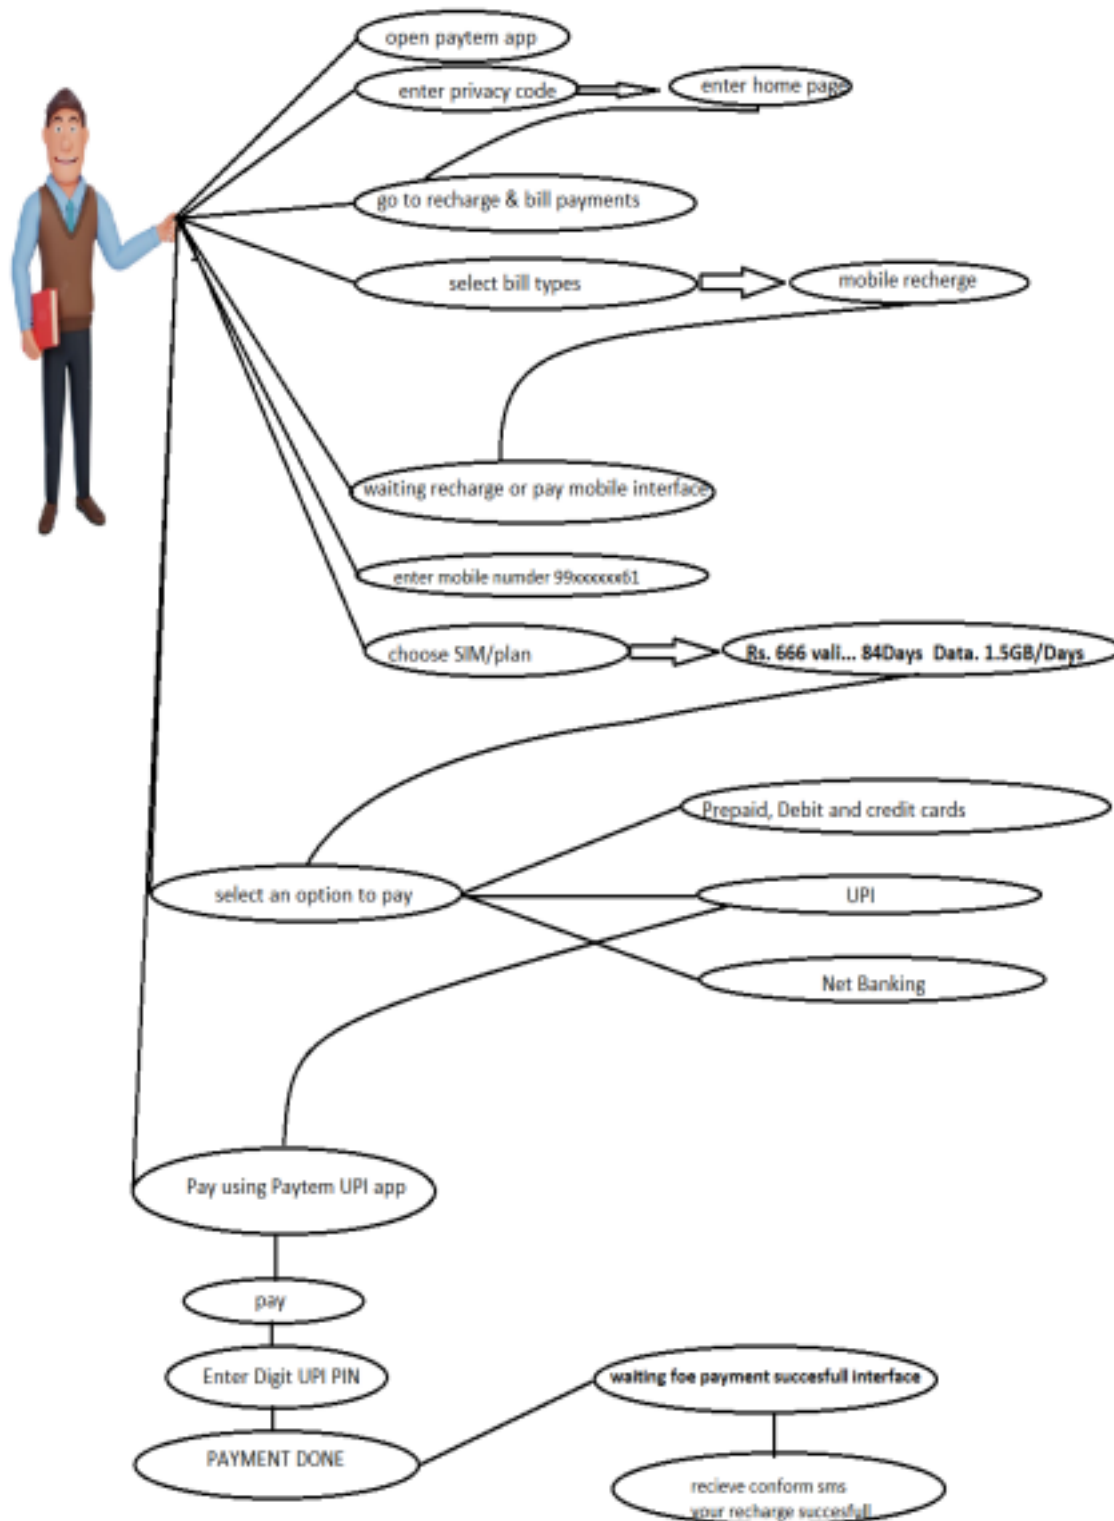 open paytem app
enter privacy code
enter home page
go to recharge & bill payments
select bill types
mobile recherge
waiting recharge or pay mobile interface
enter mobile numder 99xxxxxx61
choose SIM/plan
Rs. 666 vali... 84Days Data. 1.5GB/Days
Prepaid, Debit and credit cards
select an option to pay
UPI
Net Banking
Pay using Paytem UPI app
pay
Enter Digit UPI PIN
waiting foe payment succesfull interface
PAYMENT DONE
recieve conform sms
your recharge succesfull